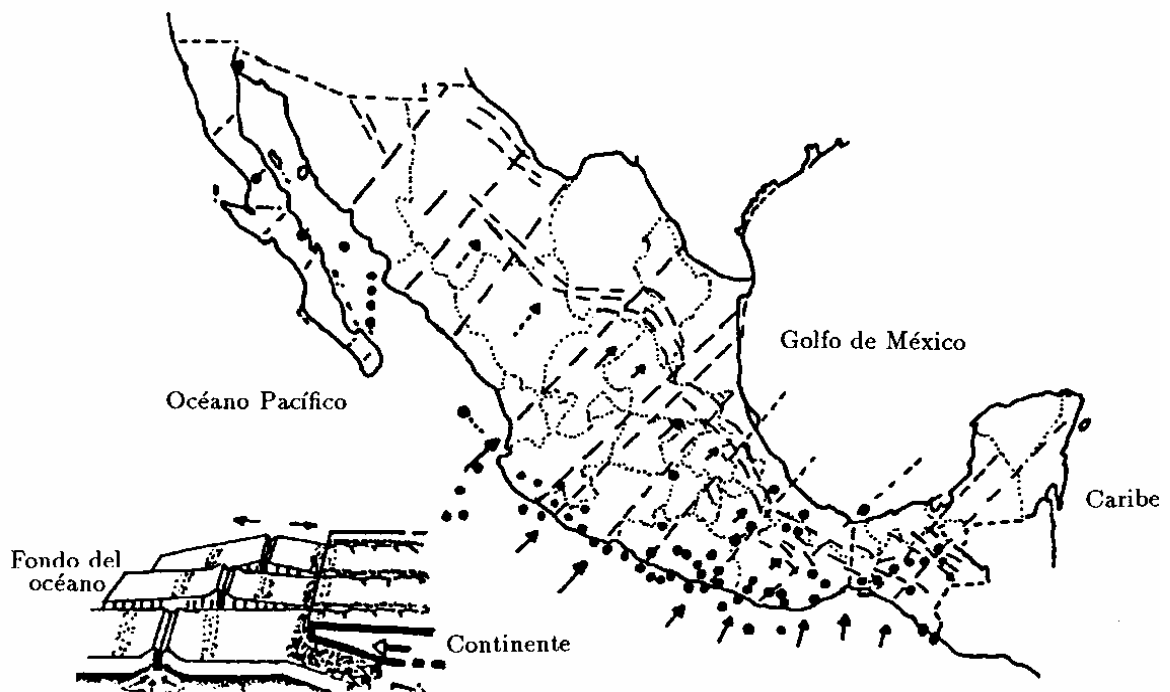 Golfo de México
Océano Pacífico
Caribe
Fondo del
océano
Continente